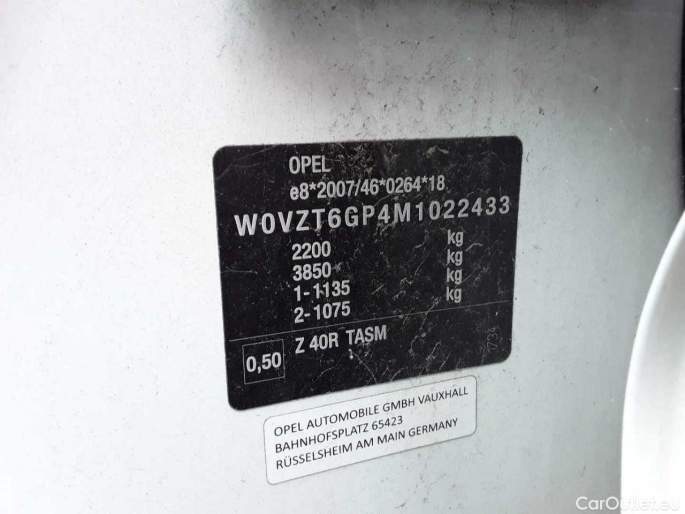 OPEL
e8*2007/46*0264*18
W0VZT6GP4M1022433
2200 kg
3850 kg
1-1135 kg
2-1075 kg
0,50 Z 40R TASM
734
OPEL AUTOMOBILE GMBH VAUXHALL
BAHNHOFSPLATZ 65423
RÜSSELSHEIM AM MAIN GERMANY
CarOutlet.eu